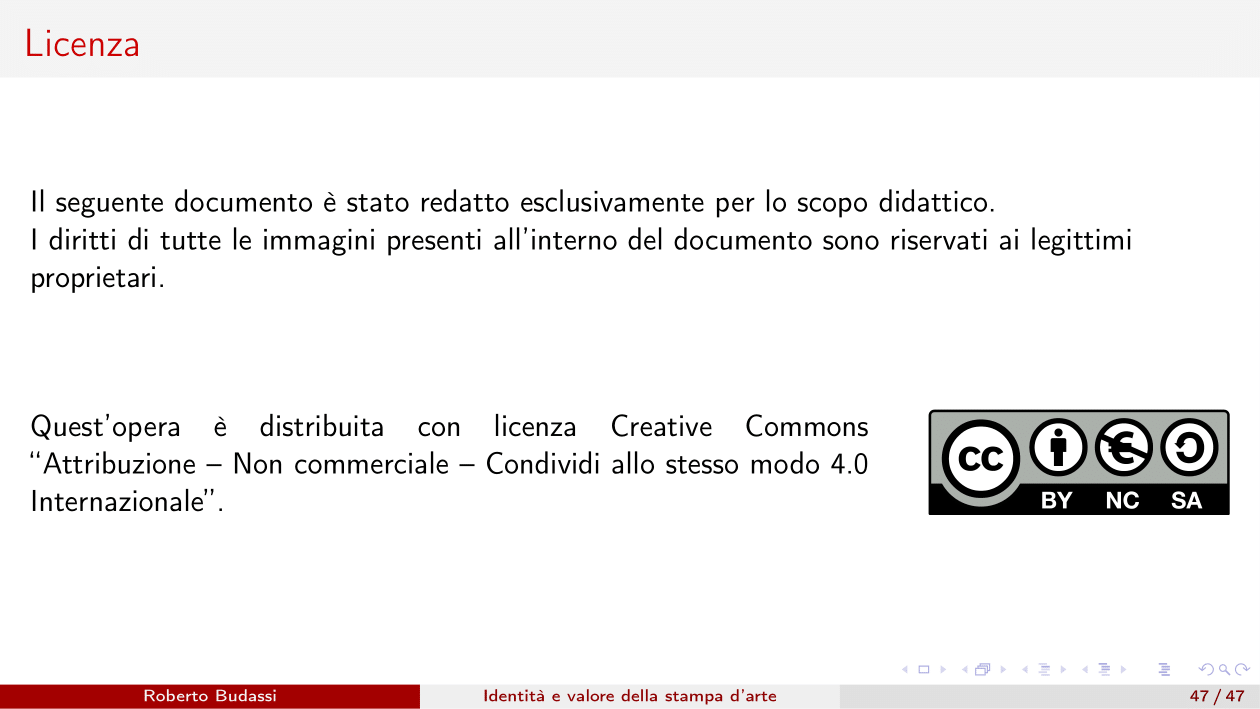 Licenza
Il seguente documento è stato redatto esclusivamente per lo scopo didattico.
I diritti di tutte le immagini presenti all'interno del documento sono riservati ai legittimi
proprietari.
Quest'opera è distribuita con licenza Creative Commons
“Attribuzione – Non commerciale – Condividi allo stesso modo 4.0
Internazionale”.
cc
BY NC SA
Roberto Budassi
Identità e valore della stampa d'arte
47 / 47